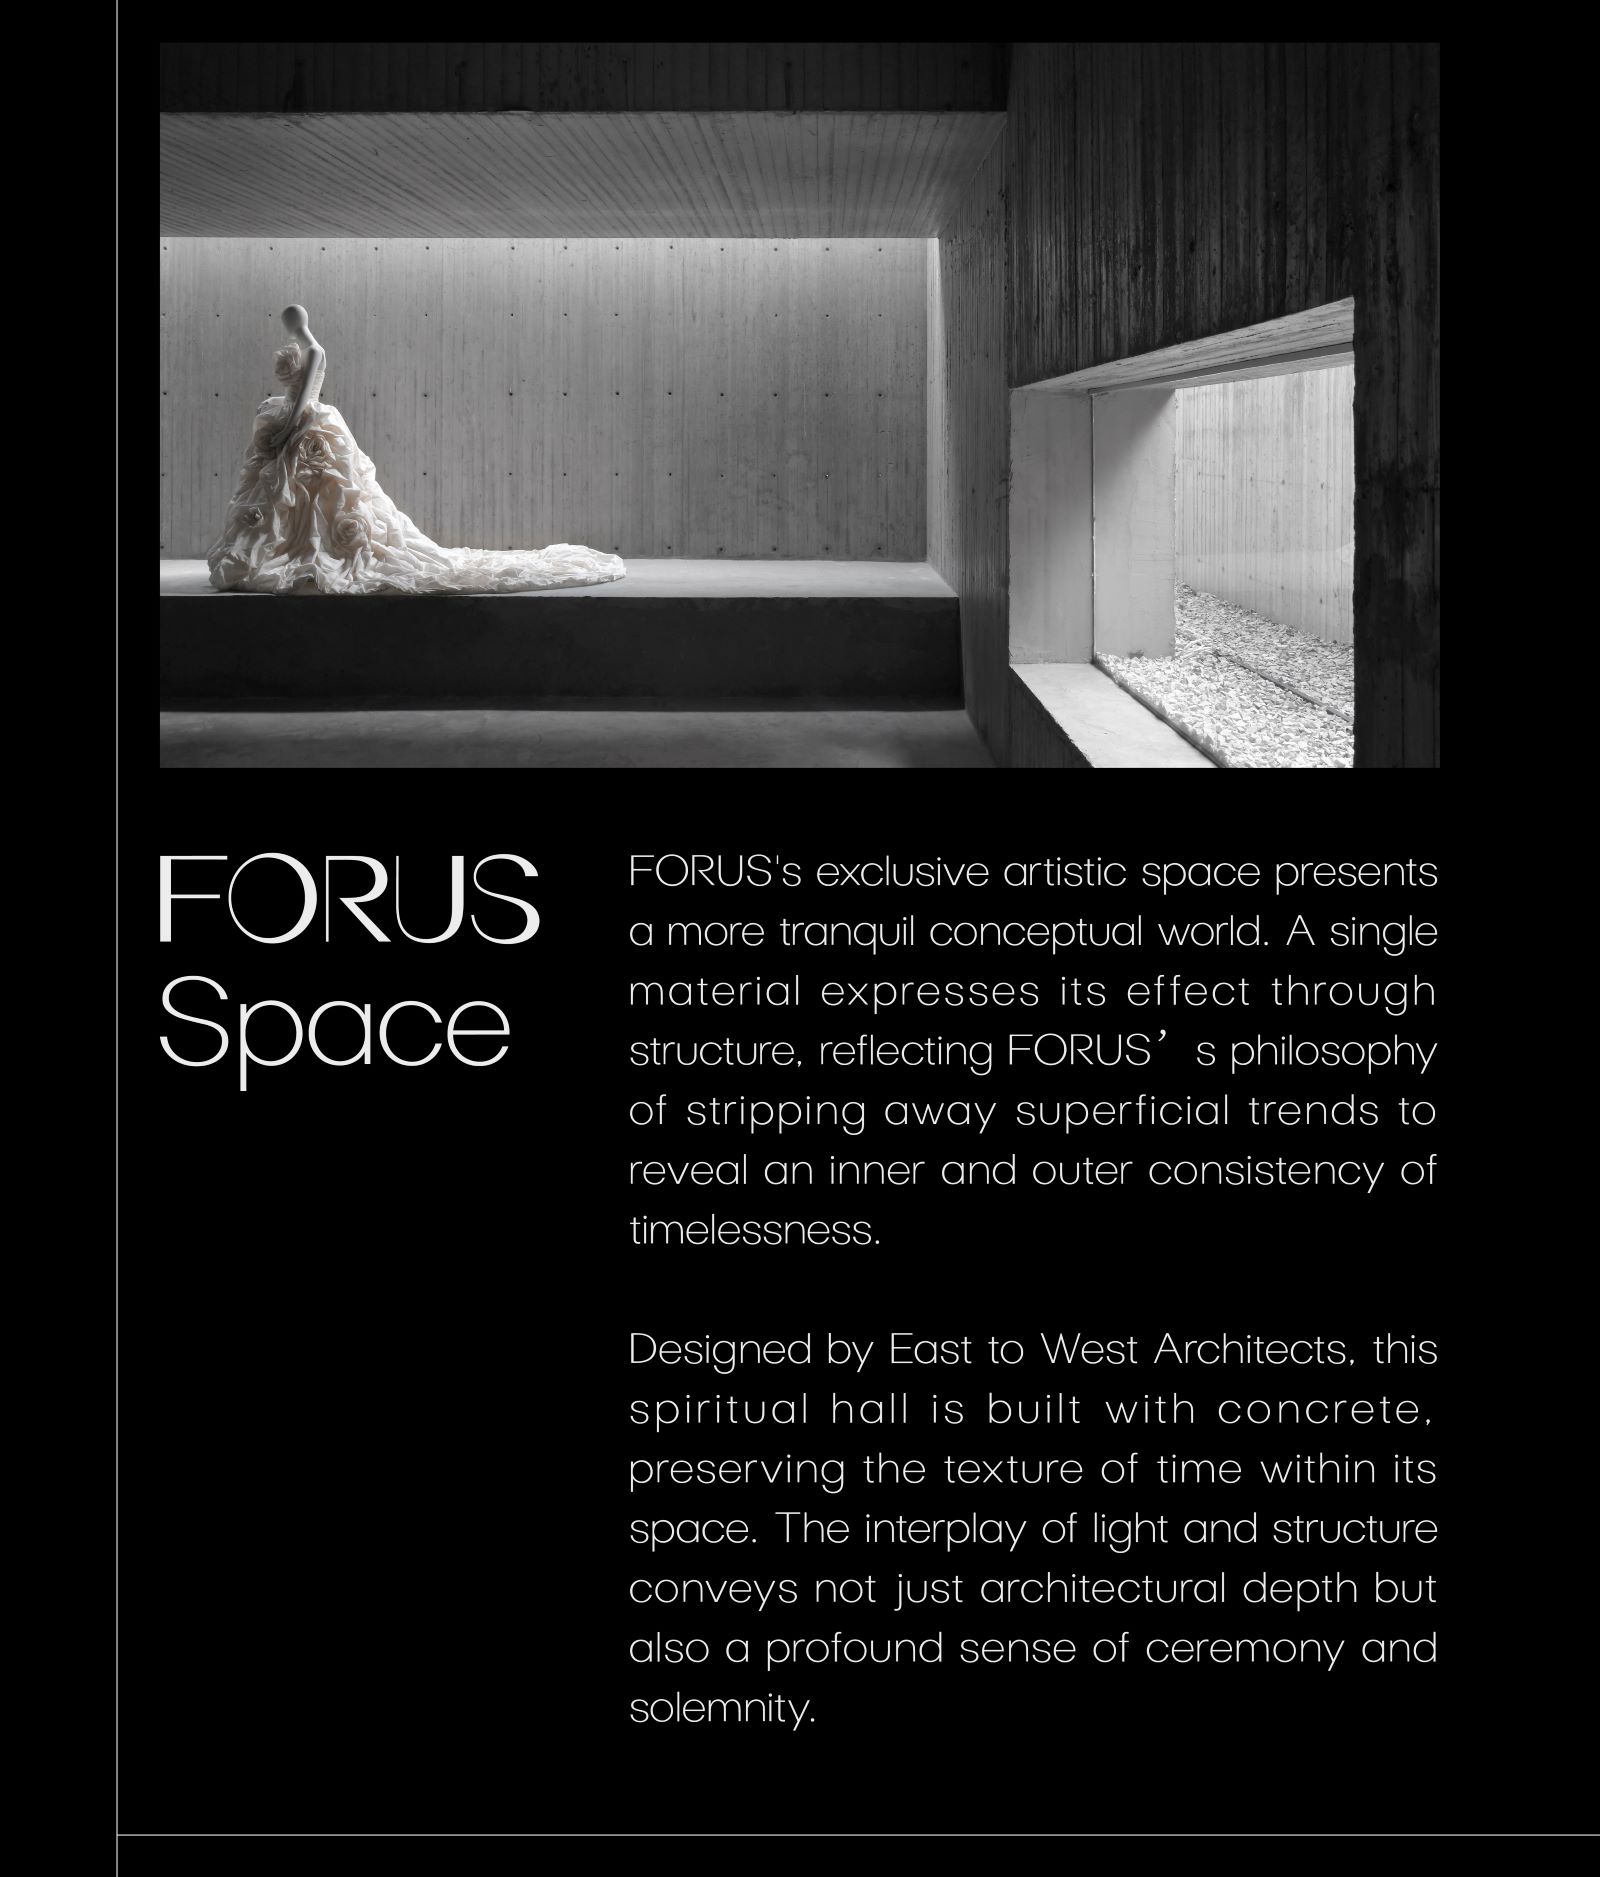 FORUS
Space
FORUS's exclusive artistic space presents
a more tranquil conceptual world. A single
material expresses its effect through
structure, reflecting FORUS’ s philosophy
of stripping away superficial trends to
reveal an inner and outer consistency of
timelessness.
Designed by East to West Architects, this
spiritual hall is built with concrete,
preserving the texture of time within its
space. The interplay of light and structure
conveys not just architectural depth but
also a profound sense of ceremony and
solemnity.